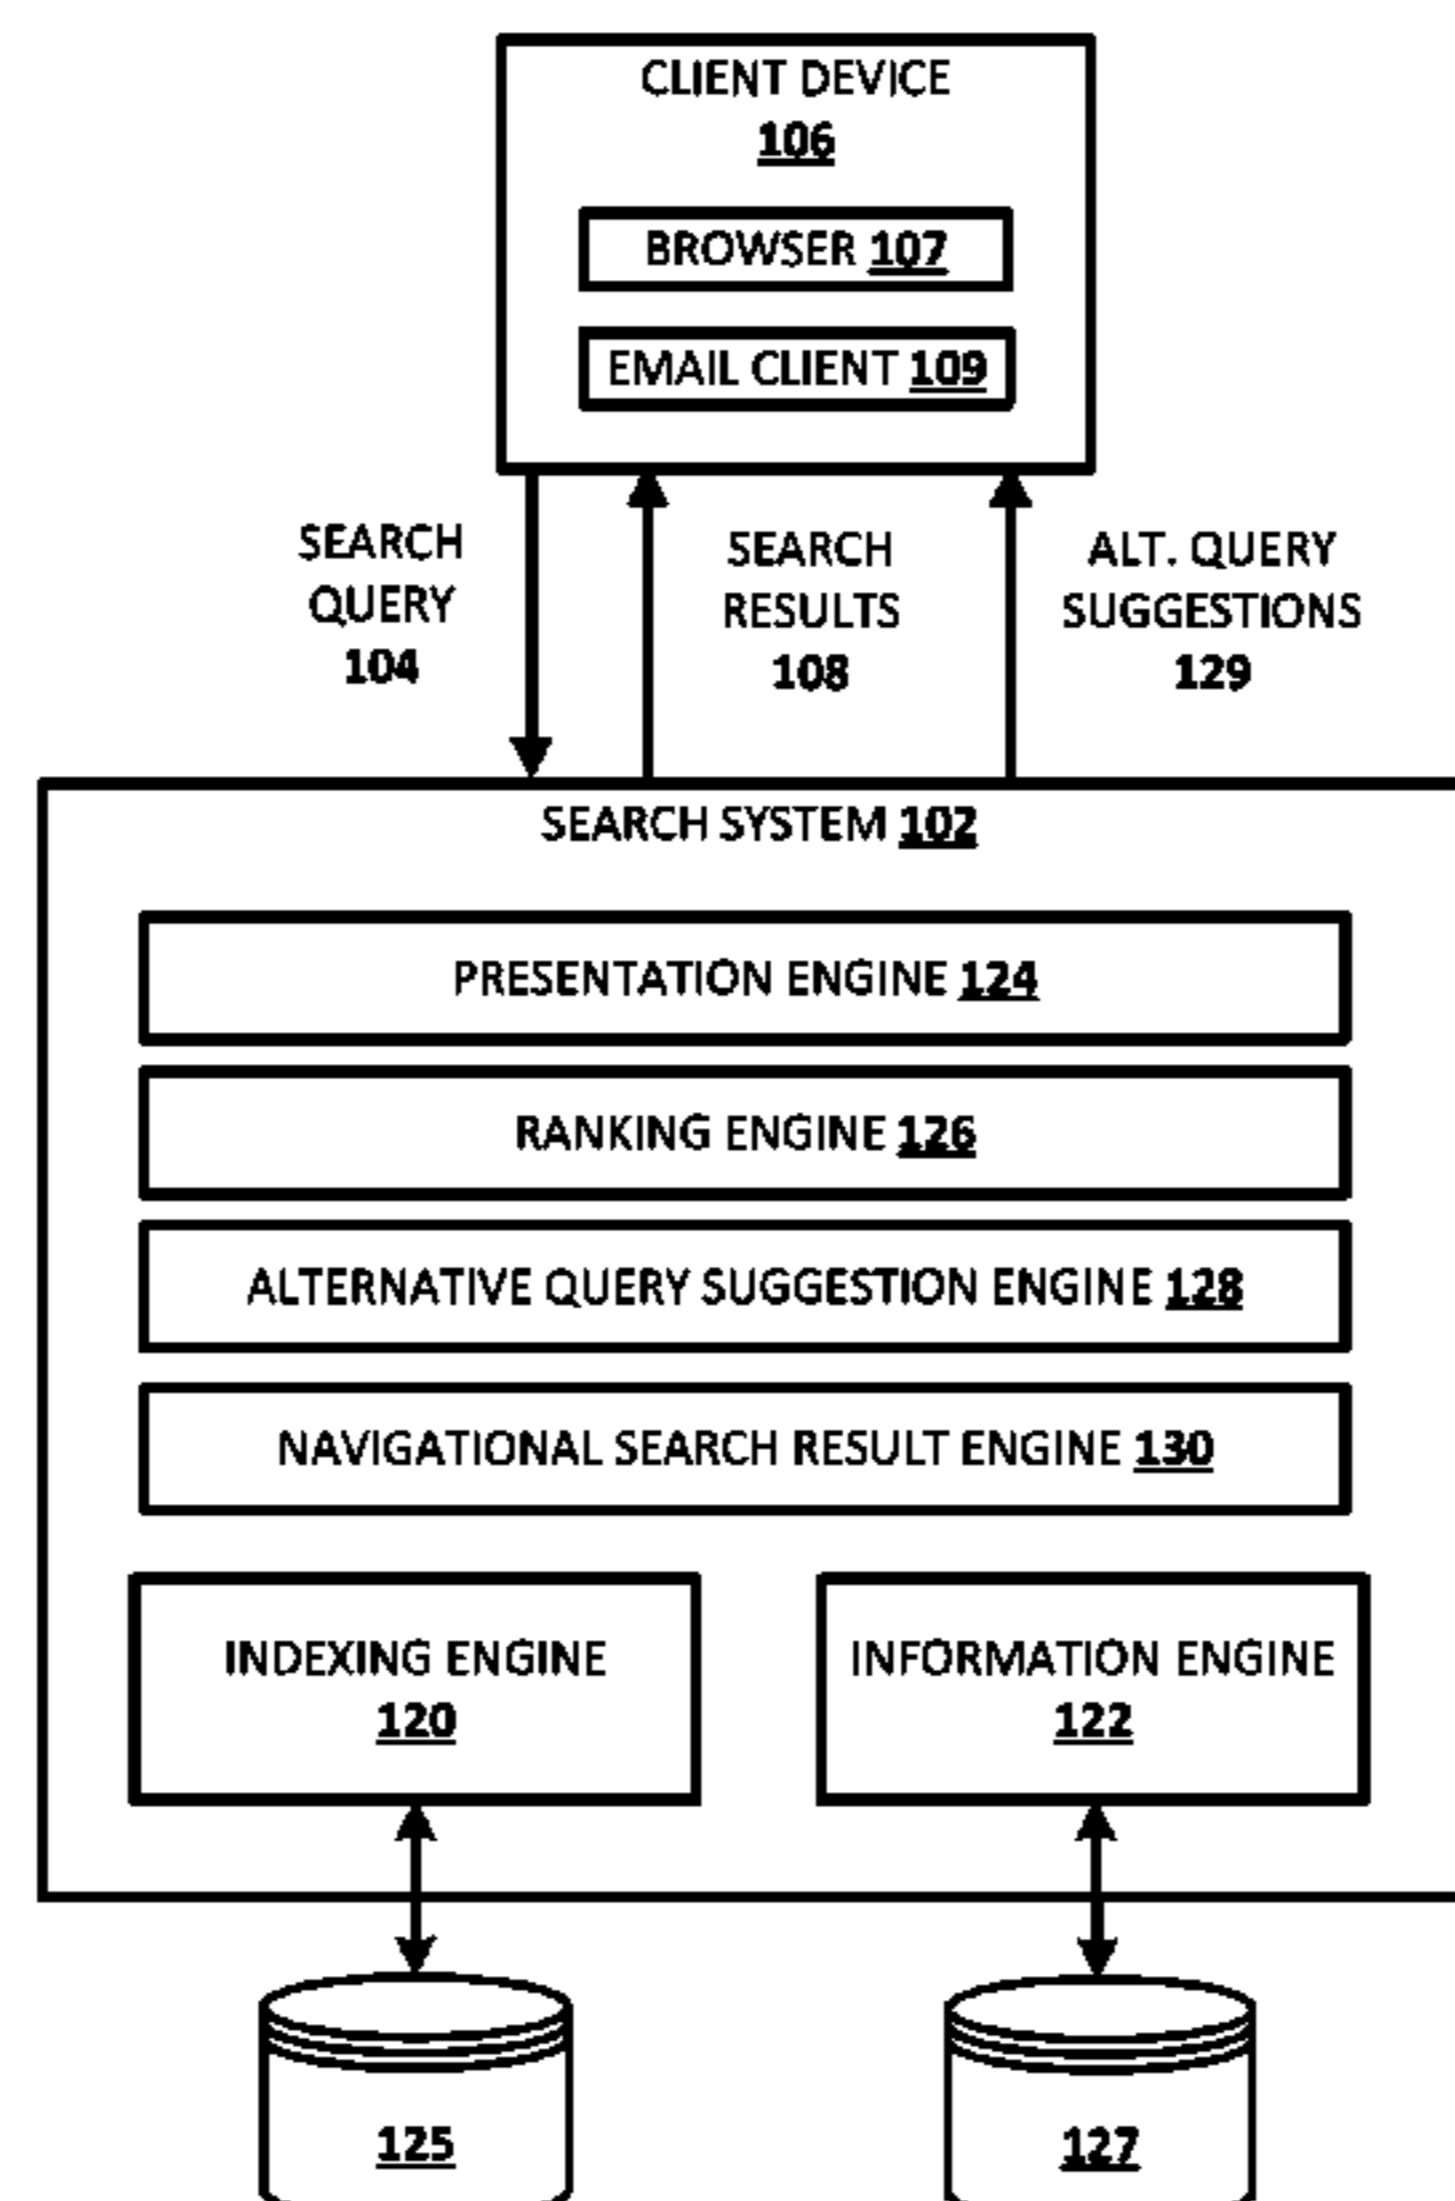 CLIENT DEVICE
106
BROWSER 107
EMAIL CLIENT 109
SEARCH
QUERY
104
SEARCH
RESULTS
108
ALT. QUERY
SUGGESTIONS
129
SEARCH SYSTEM 102
PRESENTATION ENGINE 124
RANKING ENGINE 126
ALTERNATIVE QUERY SUGGESTION ENGINE 128
NAVIGATIONAL SEARCH RESULT ENGINE 130
INDEXING ENGINE
120
INFORMATION ENGINE
122
125
127